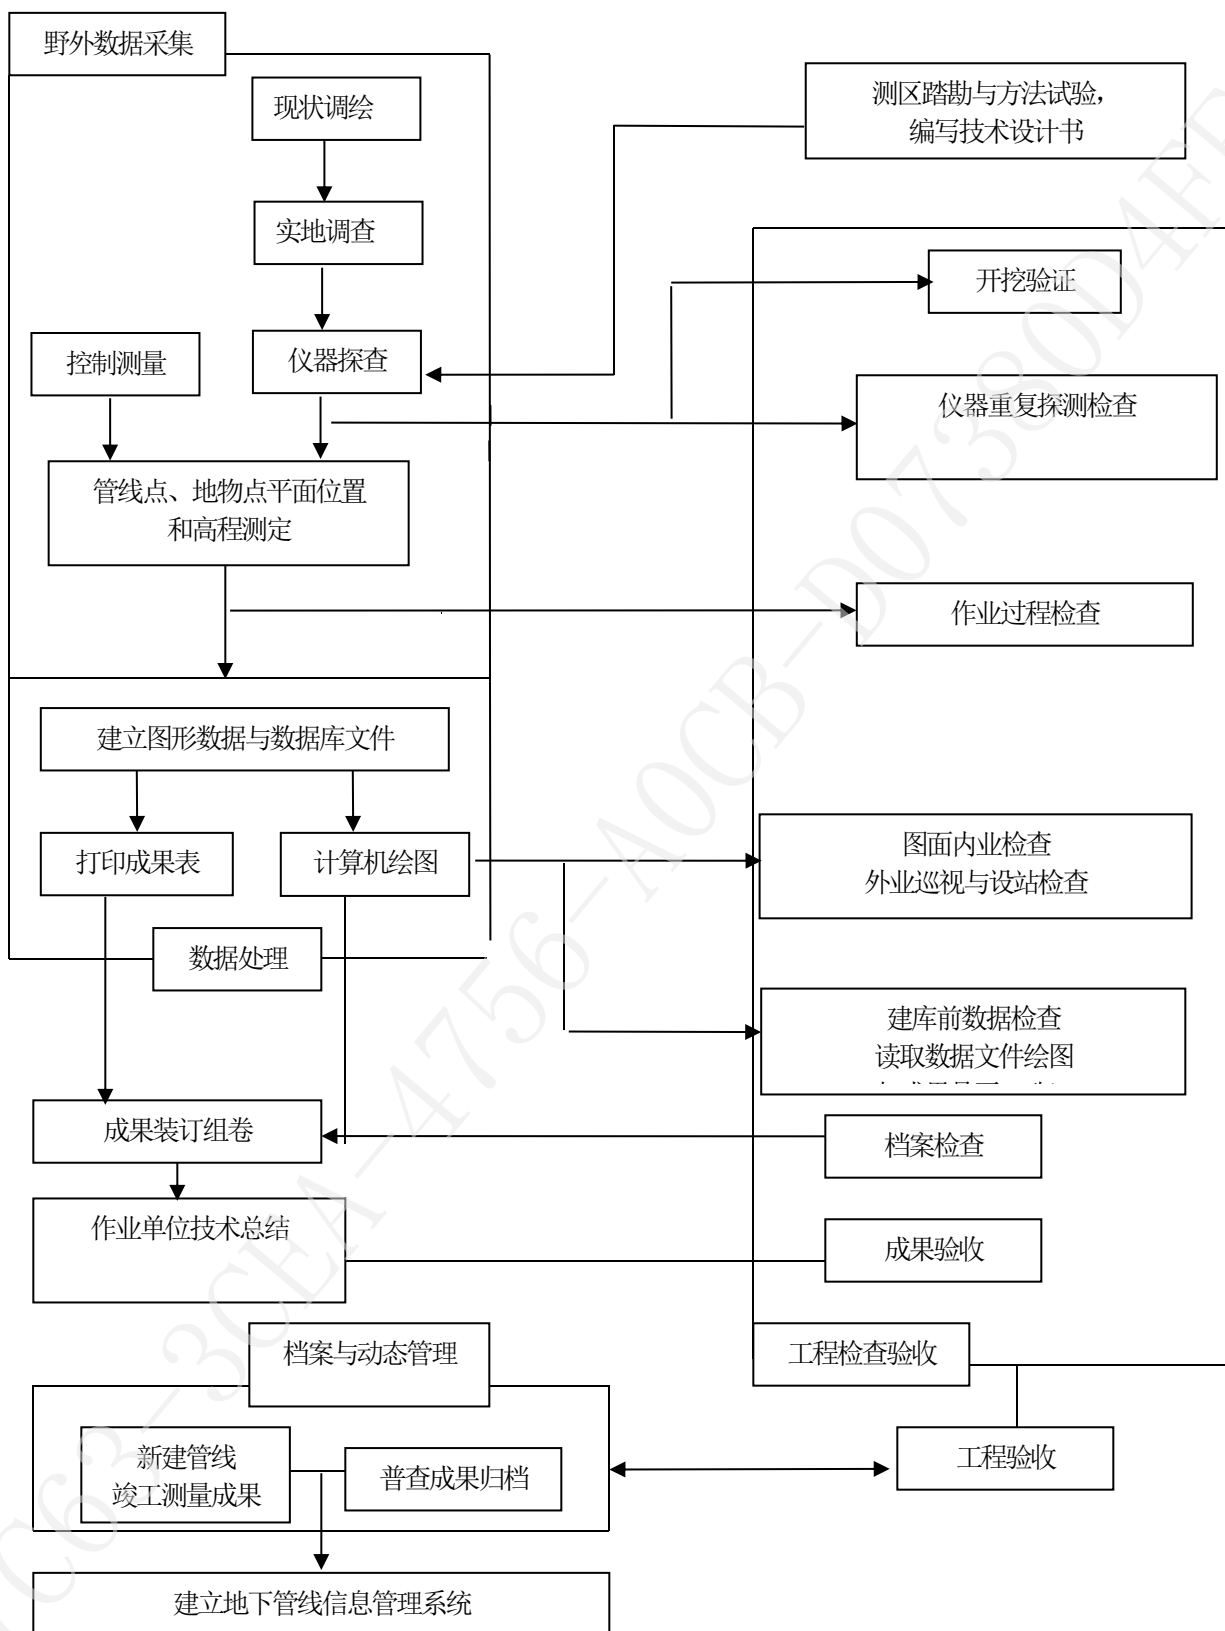 野外数据采集
现状调绘
测区踏勘与方法试验，
编写技术设计书
实地调查
开挖验证
控制测量
仪器探查
仪器重复探测检查
管线点、地物点平面位置
和高程测定
作业过程检查
建立图形数据与数据库文件
打印成果表
计算机绘图
图面内业检查
外业巡视与设站检查
数据处理
建库前数据检查
读取数据文件绘图
成果装订组卷
档案检查
作业单位技术总结
成果验收
档案与动态管理
工程检查验收
新建管线
竣工测量成果
普查成果归档
工程验收
建立地下管线信息管理系统
C63-3CEA-4756-A0CB-D07380D4FF